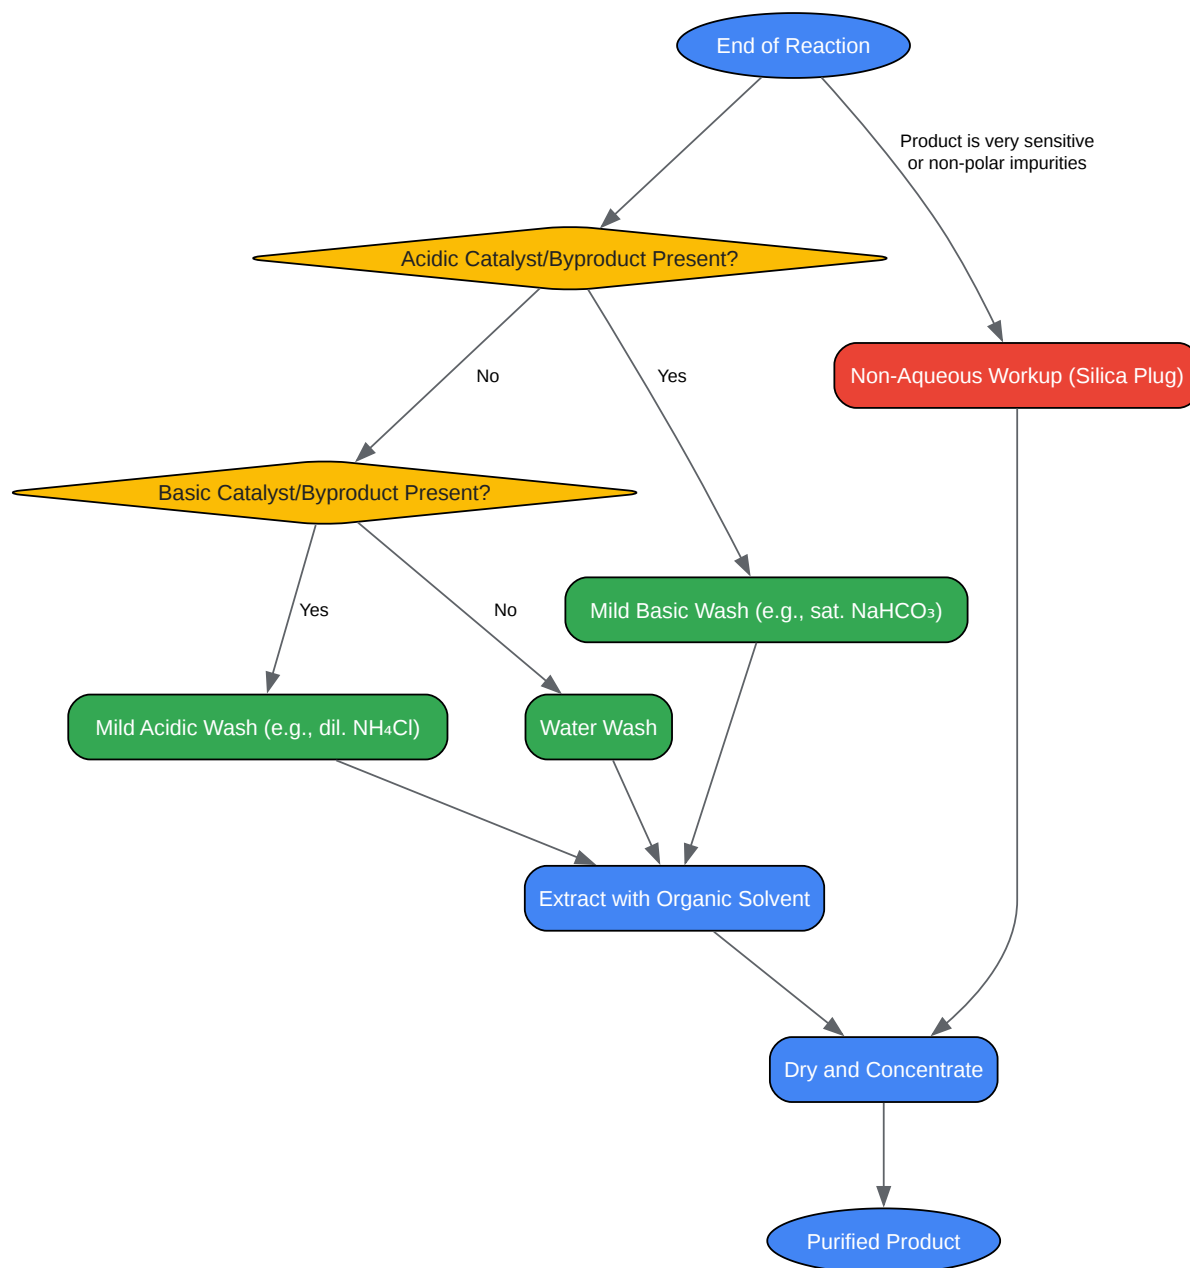 End of Reaction
Product is very sensitive
or non-polar impurities
Acidic Catalyst/Byproduct Present?
No
Yes
Non-Aqueous Workup (Silica Plug)
Basic Catalyst/Byproduct Present?
Yes
No
Mild Basic Wash (e.g., sat. NaHCO₃)
Mild Acidic Wash (e.g., dil. NH₄Cl)
Water Wash
Extract with Organic Solvent
Dry and Concentrate
Purified Product